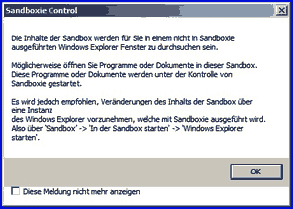 Sandboxie Control
Die Inhalte der Sandbox werden für Sie in einem nicht in Sandboxie
ausgeführten Windows Explorer Fenster zu durchsuchen sein.
Möglicherweise öffnen Sie Programme oder Dokumente in dieser Sandbox.
Diese Programme oder Dokumente werden unter der Kontrolle von
Sandboxie gestartet.
Es wird jedoch empfohlen, Veränderungen des Inhalts der Sandbox über
eine Instanz
des Windows Explorer vorzunehmen, welche mit Sandboxie ausgeführt wird.
Also über 'Sandbox' -> 'In der Sandbox starten' -> 'Windows Explorer
starten'.
OK
Diese Meldung nicht mehr anzeigen